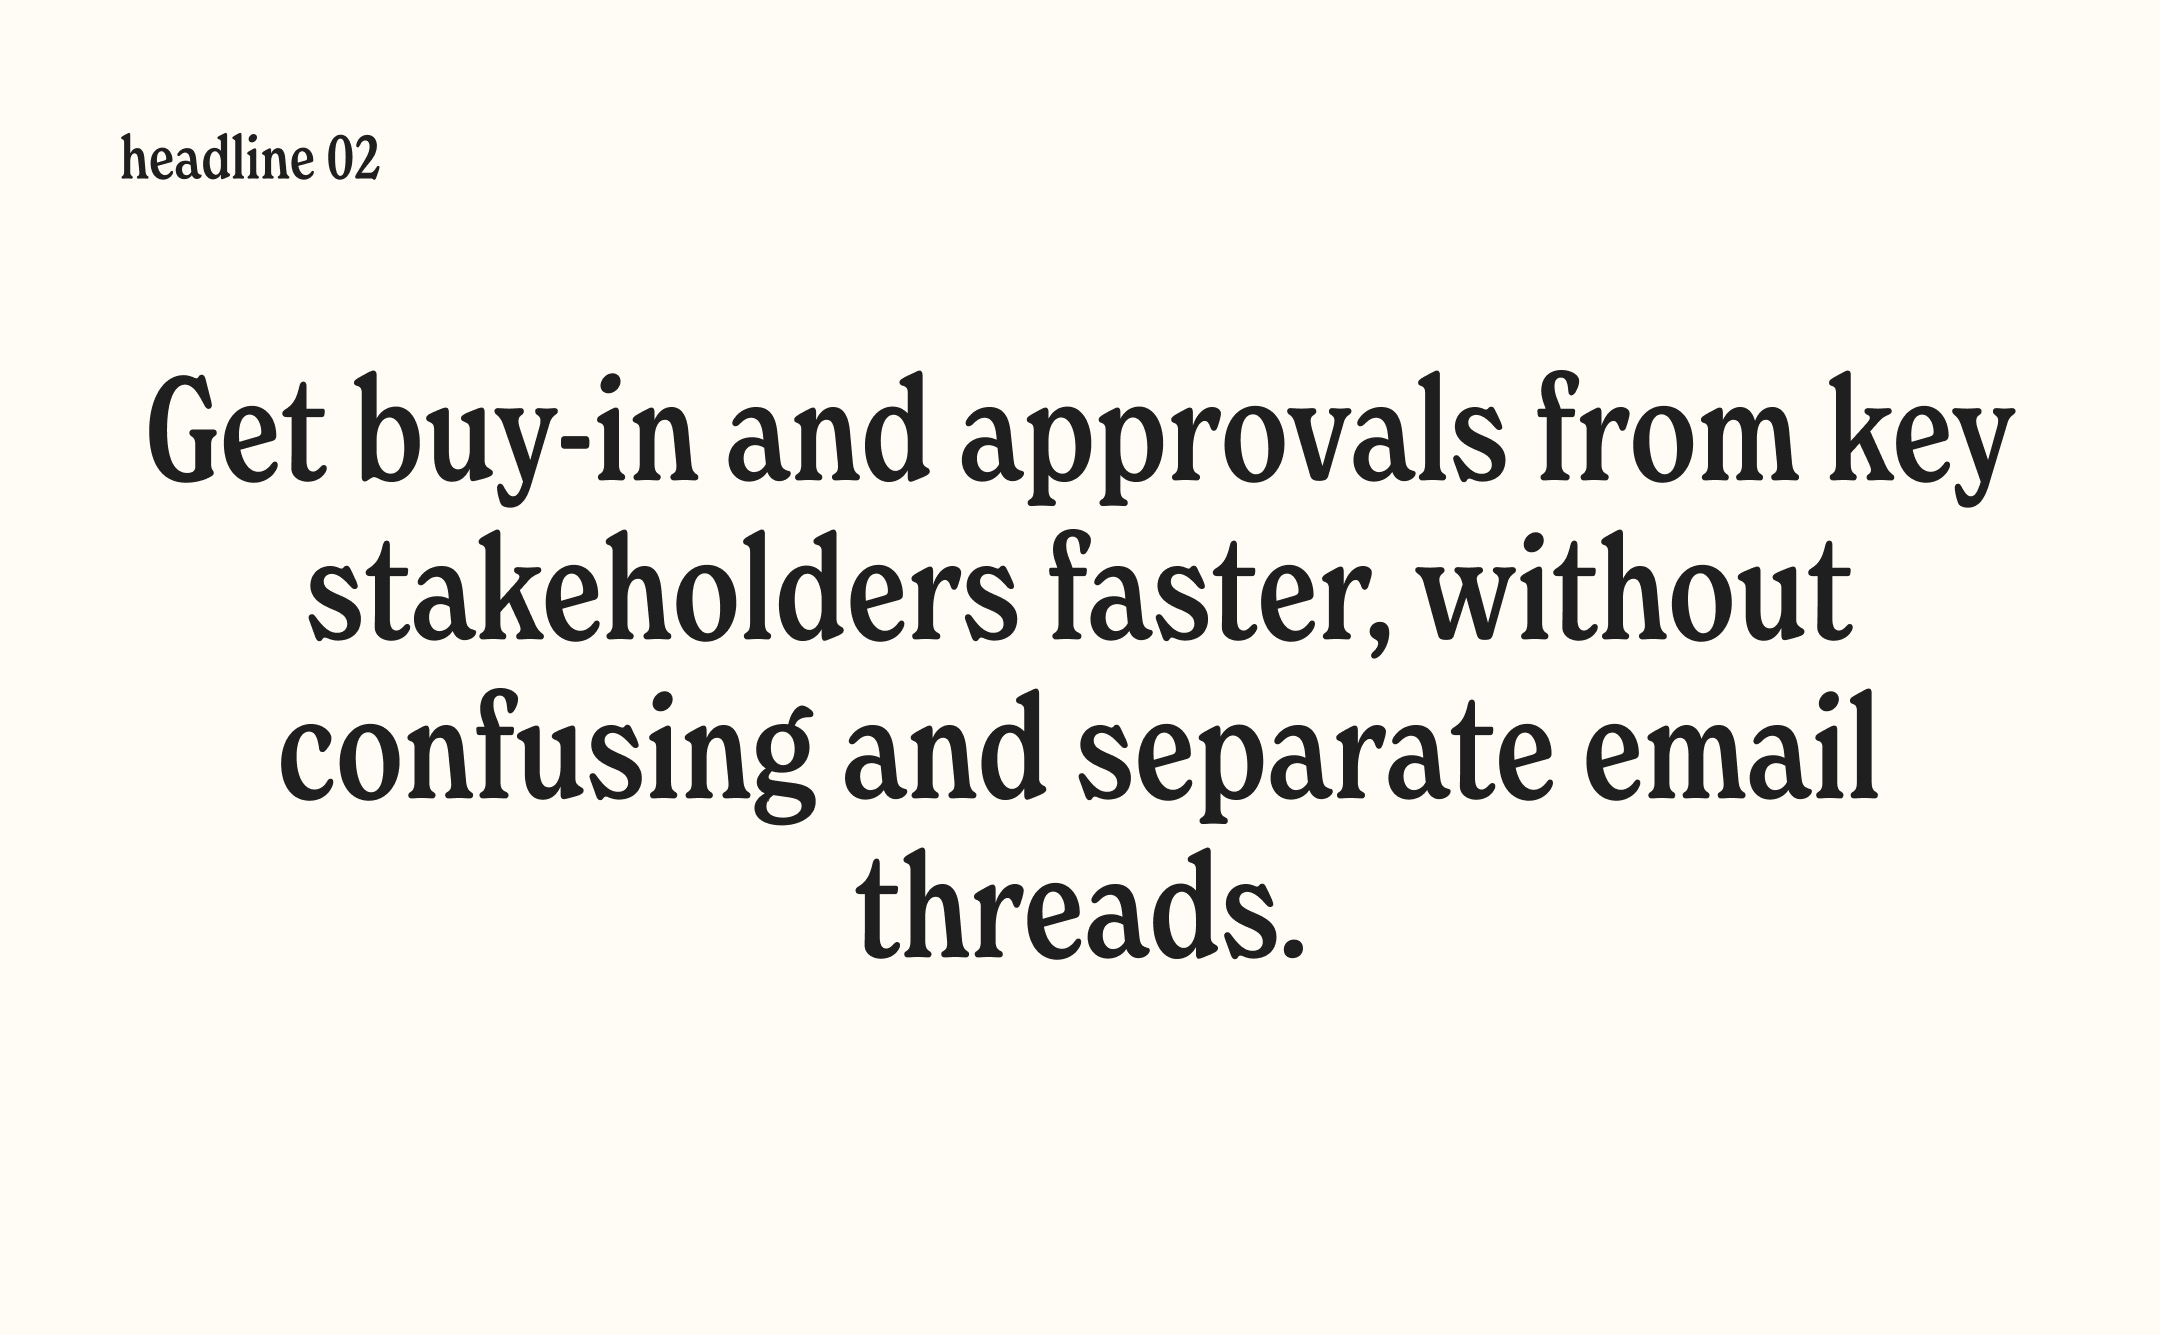 headline 02
Get buy-in and approvals from key
stakeholders faster, without
confusing and separate email
threads.